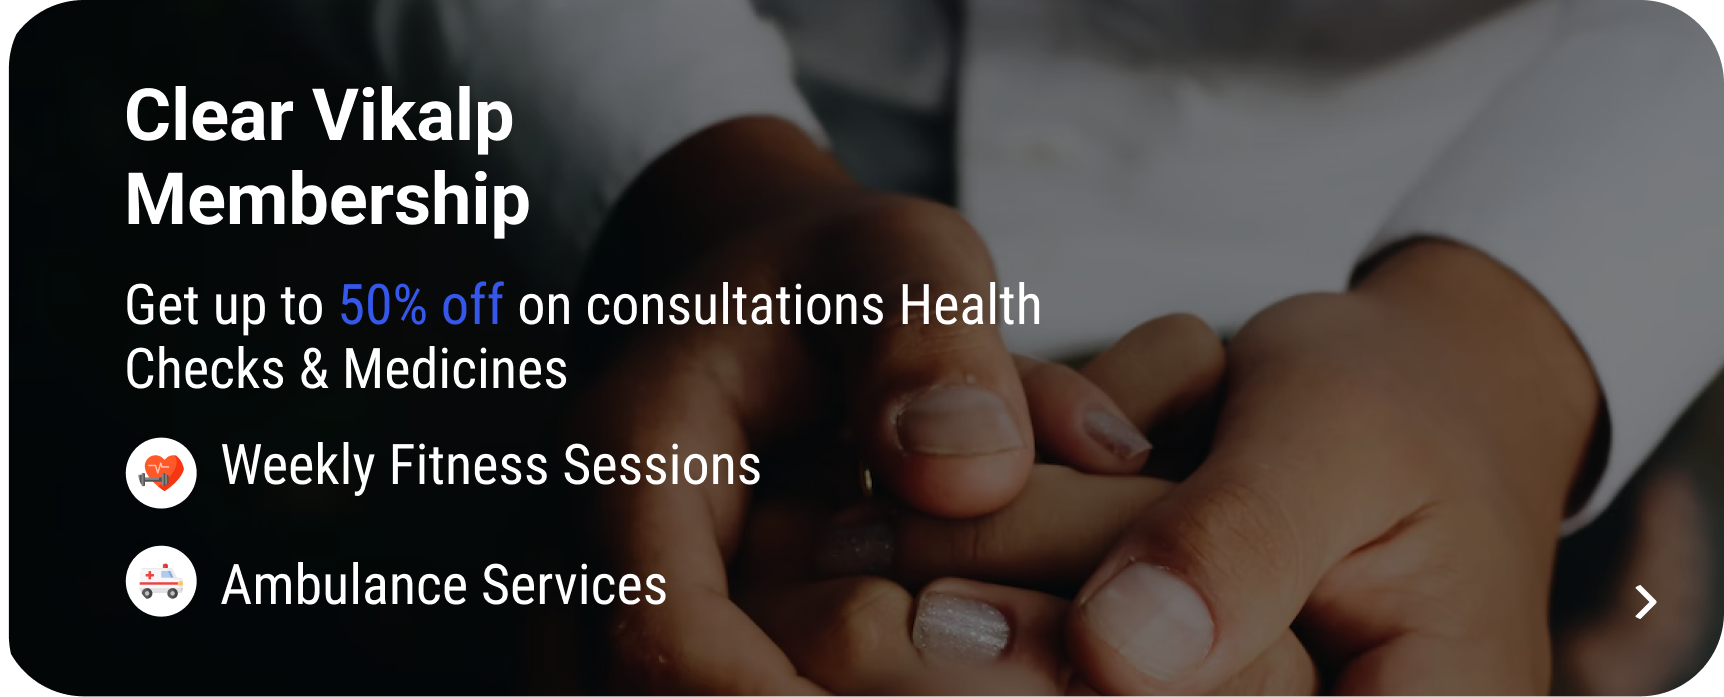 Clear Vikalp
Membership
Get up to 50% off on consultations Health
Checks & Medicines
Weekly Fitness Sessions
Ambulance Services